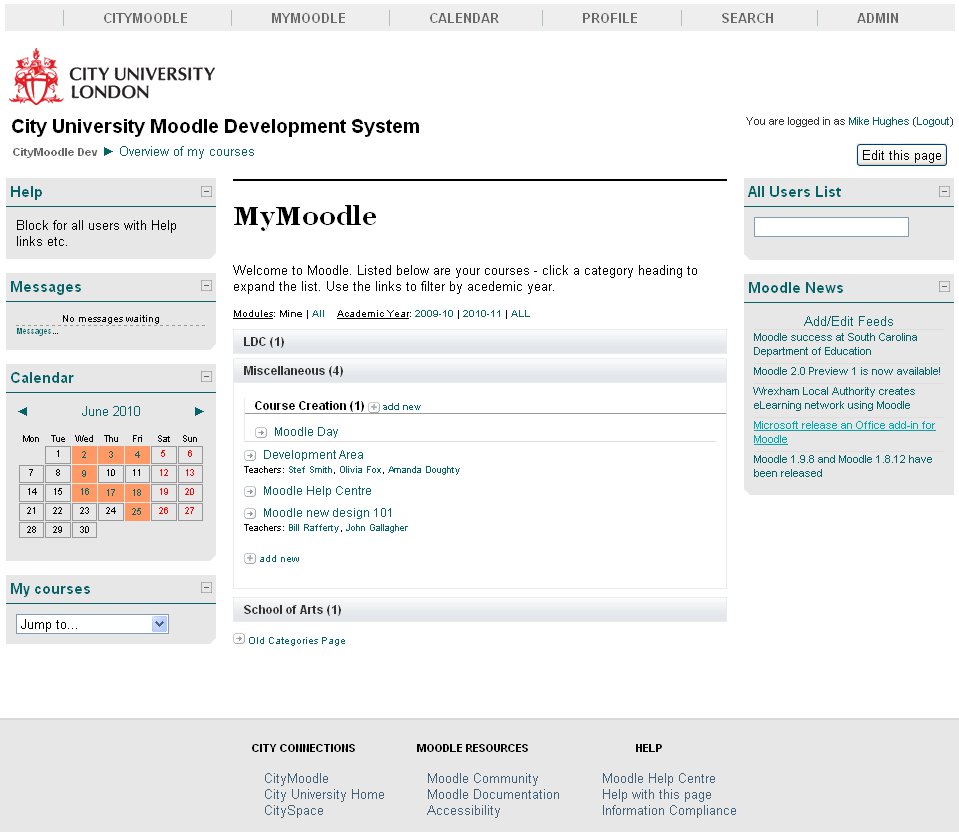 CITYMOODLE MYMOODLE CALENDAR PROFILE SEARCH ADMIN
CITY UNIVERSITY
LONDON
City University Moodle Development System
You are logged in as Mike Hughes (Logout)
CityMoodle Dev ► Overview of my courses
Edit this page
Help
Block for all users with Help
links etc.
Messages
No messages waiting
Messages...
Calendar
◄ June 2010 ►
Mon Tue Wed Thu Fri Sat Sun
1 2 3 4 5 6
7 8 9 10 11 12 13
14 15 16 17 18 19 20
21 22 23 24 25 26 27
28 29 30
My courses
Jump to...
MyMoodle
Welcome to Moodle. Listed below are your courses - click a category heading to
expand the list. Use the links to filter by acedemic year.
Modules: Mine | All Academic Year: 2009-10 | 2010-11 | ALL
LDC (1)
Miscellaneous (4)
Course Creation (1) add new
Moodle Day
Development Area
Teachers: Stef Smith, Olivia Fox, Amanda Doughty
Moodle Help Centre
Moodle new design 101
Teachers: Bill Rafferty, John Gallagher
add new
School of Arts (1)
Old Categories Page
All Users List
Moodle News
Add/Edit Feeds
Moodle success at South Carolina
Department of Education
Moodle 2.0 Preview 1 is now available!
Wrexham Local Authority creates
eLearning network using Moodle
Microsoft release an Office add-in for
Moodle
Moodle 1.9.8 and Moodle 1.8.12 have
been released
CITY CONNECTIONS
CityMoodle
City University Home
CitySpace
MOODLE RESOURCES
Moodle Community
Moodle Documentation
Accessibility
HELP
Moodle Help Centre
Help with this page
Information Compliance